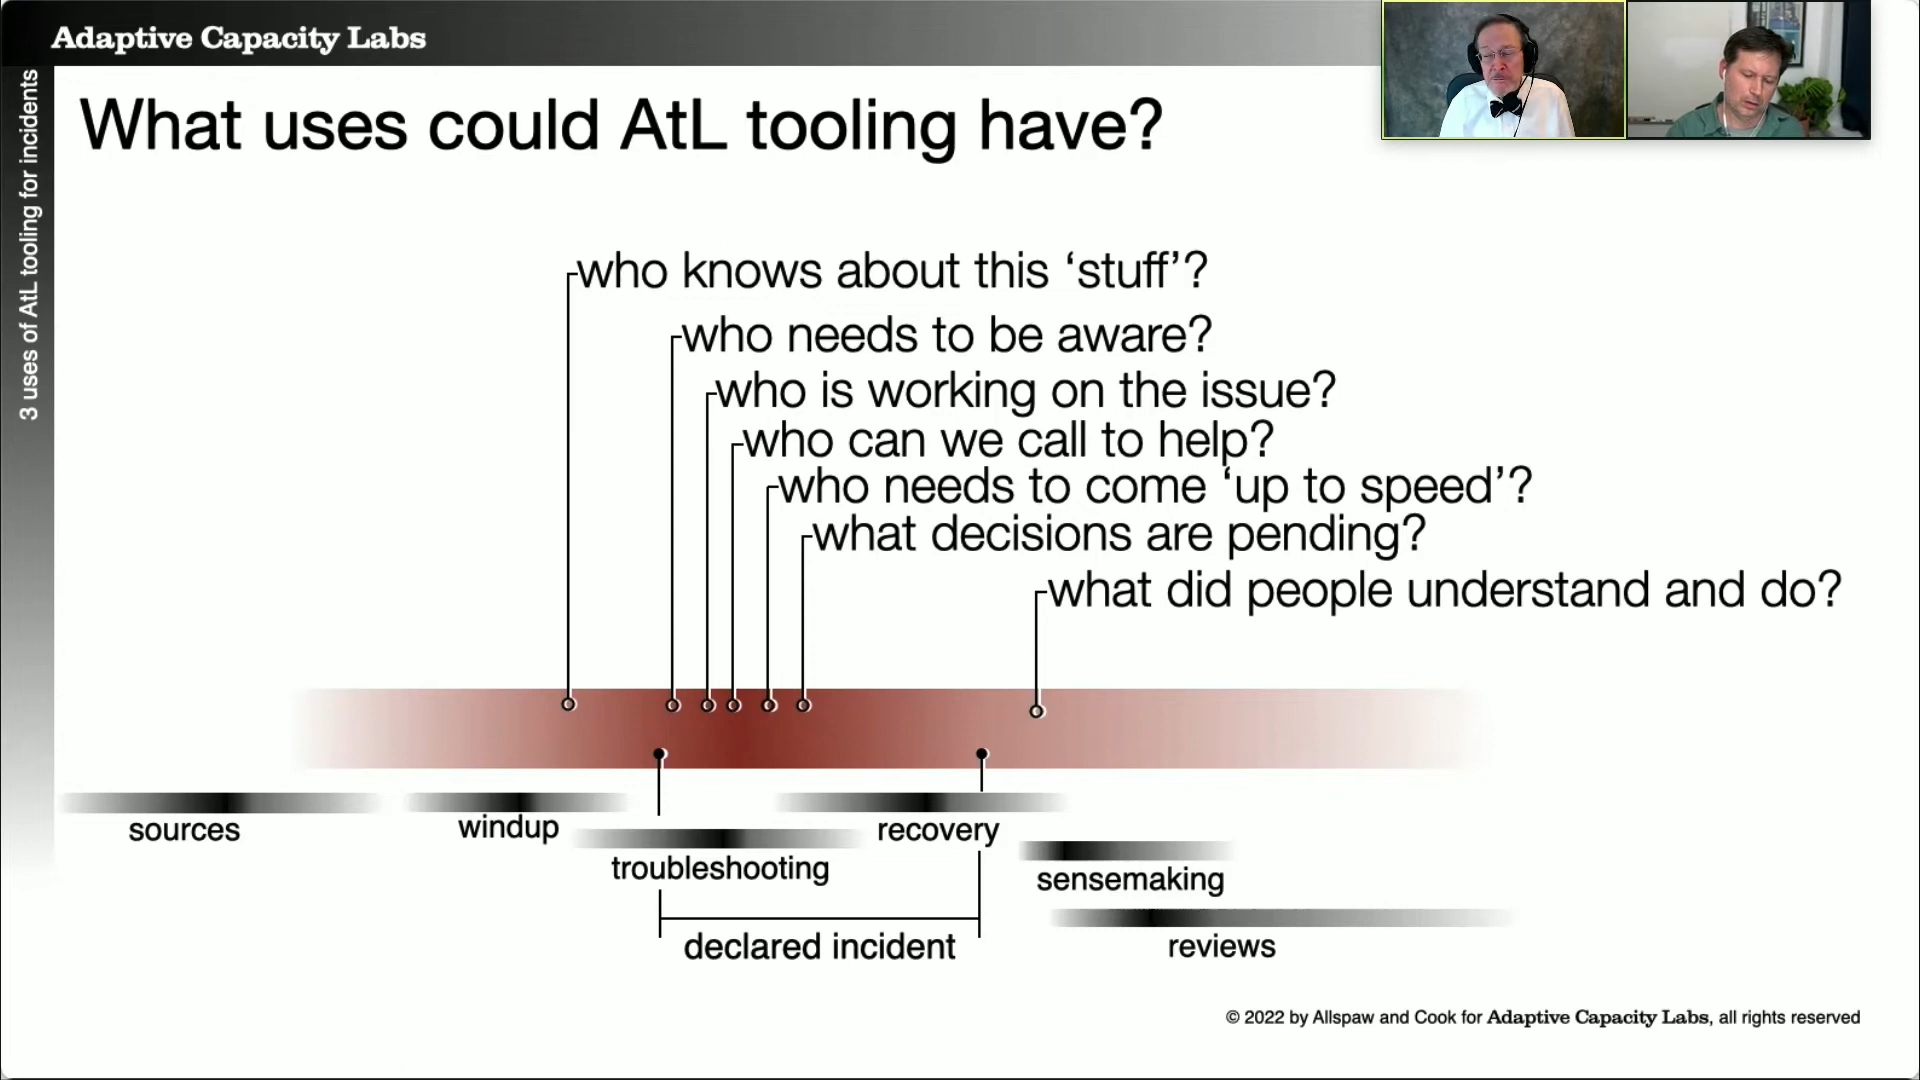 Adaptive Capacity Labs
3 uses of AtL tooling for incidents
What uses could AtL tooling have?
who knows about this ‘stuff’?
who needs to be aware?
who is working on the issue?
who can we call to help?
who needs to come ‘up to speed’?
what decisions are pending?
what did people understand and do?
sources
windup
troubleshooting
recovery
sensemaking
declared incident
reviews
© 2022 by Allspaw and Cook for Adaptive Capacity Labs, all rights reserved